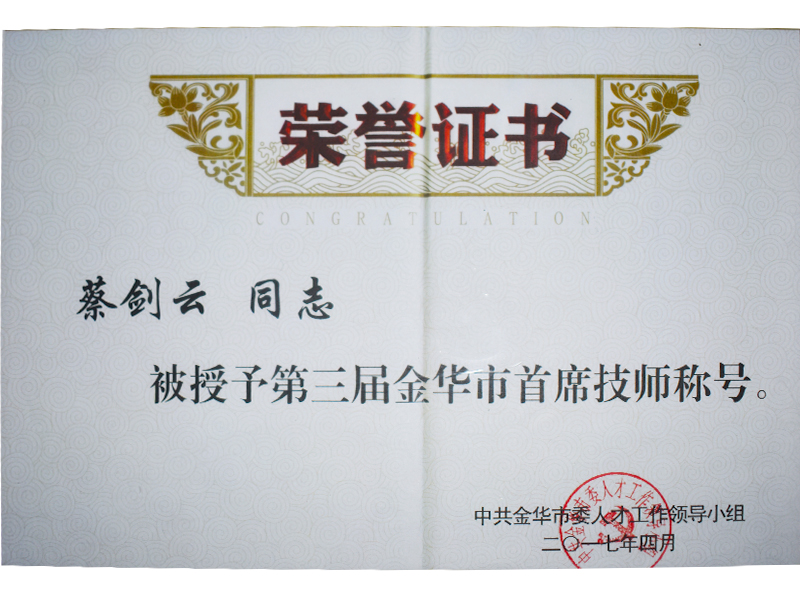 荣誉证书
CONGRATULATION
蔡剑云 同志
被授予第三届金华市首席技师称号。
中共金华市委人才工作领导小组
二〇一七年四月